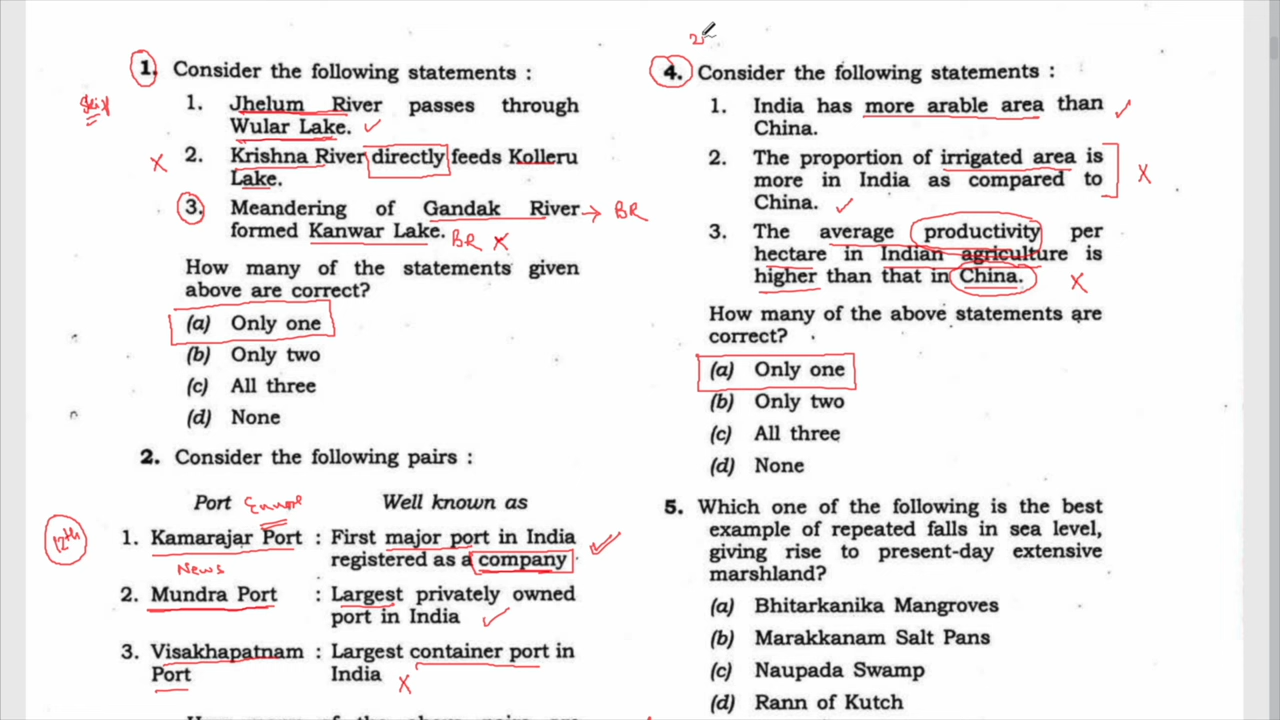 1. Consider the following statements :
Skip
1. Jhelum River passes through
Wular Lake.
2. Krishna River directly feeds Kolleru
Lake.
3. Meandering of Gandak River → BR
formed Kanwar Lake. BR
How many of the statements given
above are correct?
(a) Only one
(b) Only two
(c) All three
(d) None
2. Consider the following pairs :
Port Ennore Well known as
12th
1. Kamarajar Port : First major port in India
registered as a company
News
2. Mundra Port : Largest privately owned
port in India
3. Visakhapatnam : Largest container port in
Port India
4. Consider the following statements :
1. India has more arable area than
China.
2. The proportion of irrigated area is
more in India as compared to
China.
3. The average productivity per
hectare in Indian agriculture is
higher than that in China.
How many of the above statements are
correct?
(a) Only one
(b) Only two
(c) All three
(d) None
5. Which one of the following is the best
example of repeated falls in sea level,
giving rise to present-day extensive
marshland?
(a) Bhitarkanika Mangroves
(b) Marakkanam Salt Pans
(c) Naupada Swamp
(d) Rann of Kutch